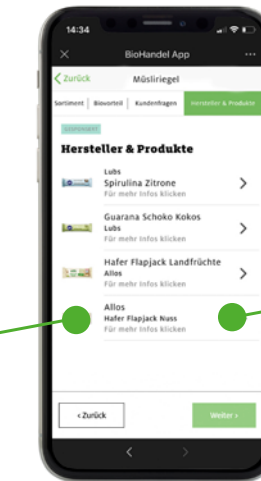 14:34
BioHandel App
Zurück
Müsliriegel
Sortiment
Biovorteil
Kundenfragen
Hersteller & Produkte
Hersteller & Produkte
Lubs
Spirulina Zitrone
Für mehr Infos klicken
Guarana Schoko Kokos
Lubs
Für mehr Infos klicken
Hafer Flapjack Landfrüchte
Allos
Für mehr Infos klicken
Allos
Hafer Flapjack Nuss
Für mehr Infos klicken
‹ Zurück
Weiter ›